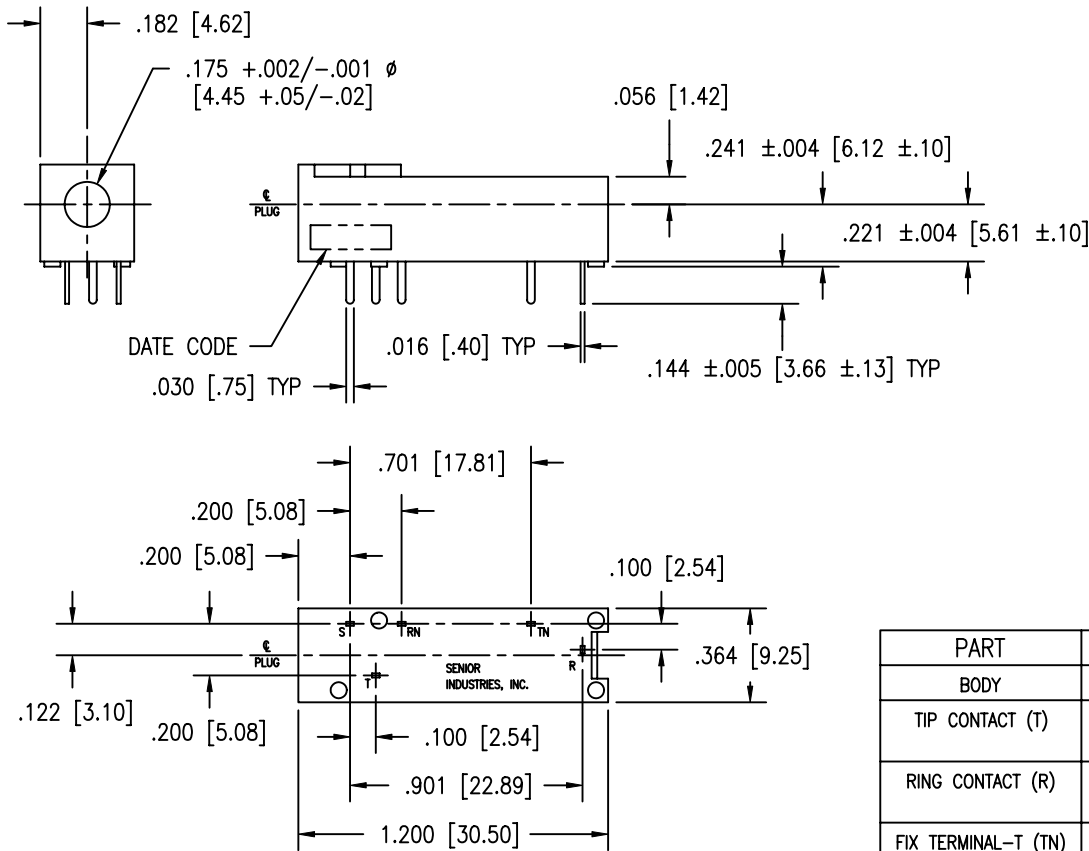 .182 [4.62]
.175 +.002/-.001 ø
[4.45 +.05/-.02]
.056 [1.42]
.241 ±.004 [6.12 ±.10]
℄
PLUG
.221 ±.004 [5.61 ±.10]
DATE CODE
.016 [.40] TYP
.144 ±.005 [3.66 ±.13] TYP
.030 [.75] TYP
.701 [17.81]
.200 [5.08]
.200 [5.08]
.100 [2.54]
S
RN
TN
℄
PLUG
R
.364 [9.25]
T
SENIOR
INDUSTRIES, INC.
.122 [3.10]
.200 [5.08]
.100 [2.54]
.901 [22.89]
1.200 [30.50]
PART
BODY
TIP CONTACT (T)
RING CONTACT (R)
FIX TERMINAL-T (TN)